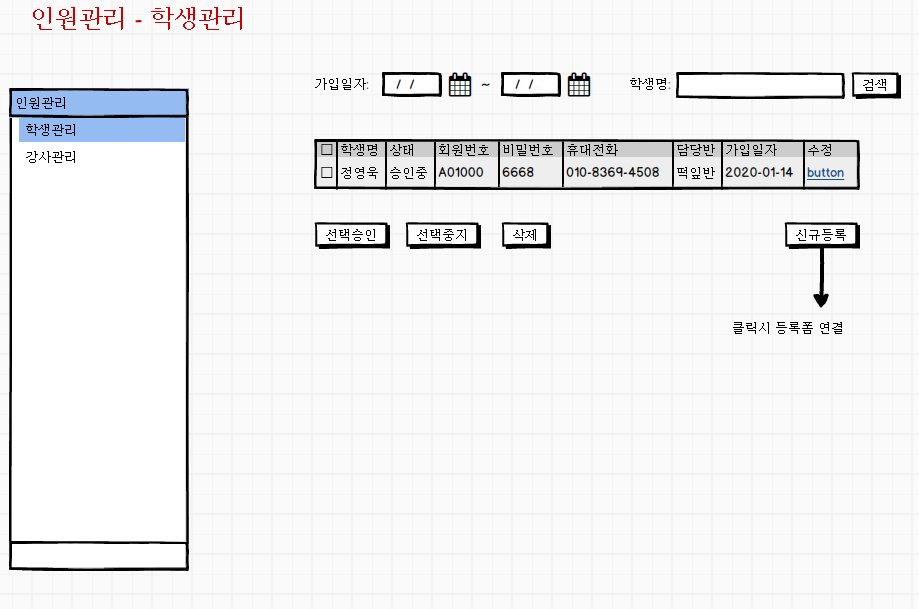 인원관리 - 학생관리
가입일자: / / ~ / / 학생명: 검색
인원관리
학생관리
강사관리
학생명 상태 회원번호 비밀번호 휴대전화 담당반 가입일자 수정
정영욱 승인중 A01000 6668 010-8369-4508 떡잎반 2020-01-14 button
선택승인 선택중지 삭제 신규등록
클릭시 등록폼 연결